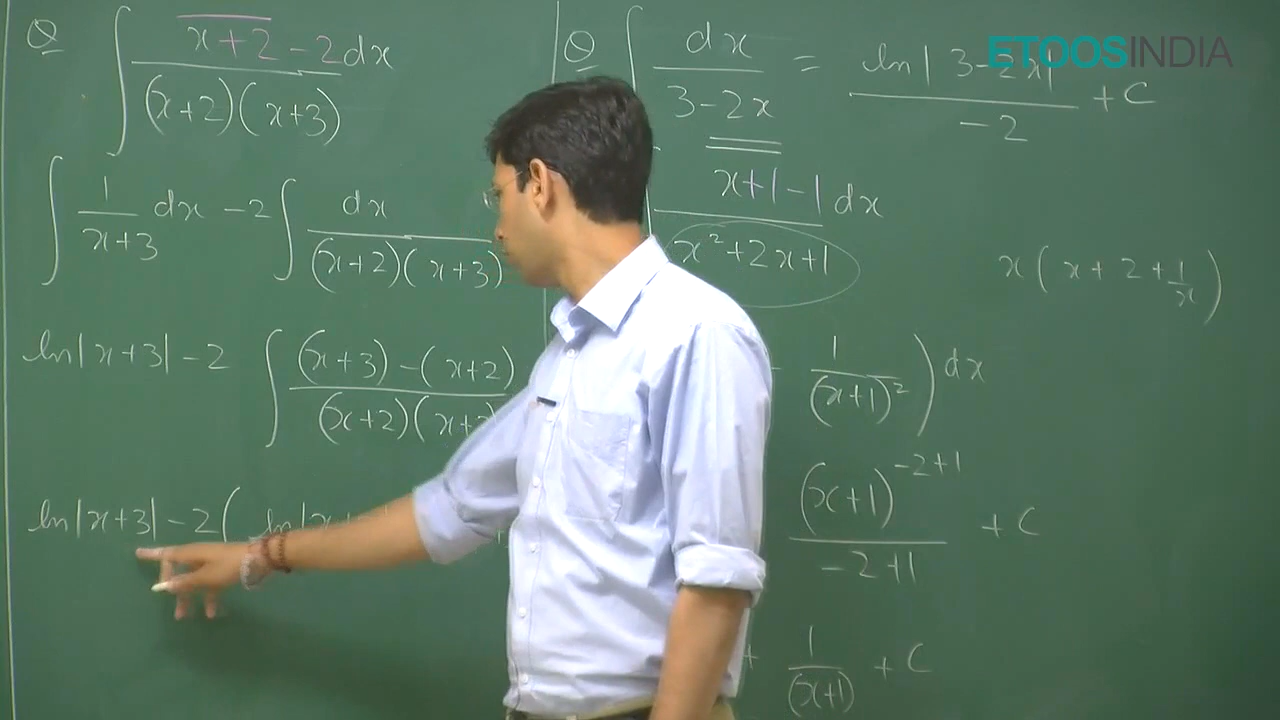 Q ∫ x+2-2 dx / (x+2)(x+3)
∫ 1/(x+3) dx -2 ∫ dx / (x+2)(x+3)
ln|x+3| -2 ∫ (x+3)-(x+2) / (x+2)(x+
ln|x+3| -2( ln|x+
Q ∫ dx / 3-2x = ln|3-2x| / -2 + C
x+1-1 / x²+2x+1 dx
x(x+2+1/x)
1/(x+1)² ) dx
(x+1)^-2+1 / -2+1 + C
+ 1/(x+1) + C
ETOOSINDIA